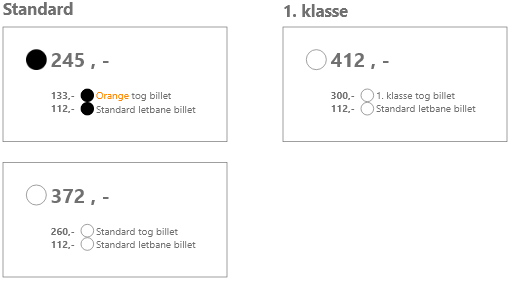 Standard
245 , -
133,- Orange tog billet
112,- Standard letbane billet
372 , -
260,- Standard tog billet
112,- Standard letbane billet
1. klasse
412 , -
300,- 1. klasse tog billet
112,- Standard letbane billet